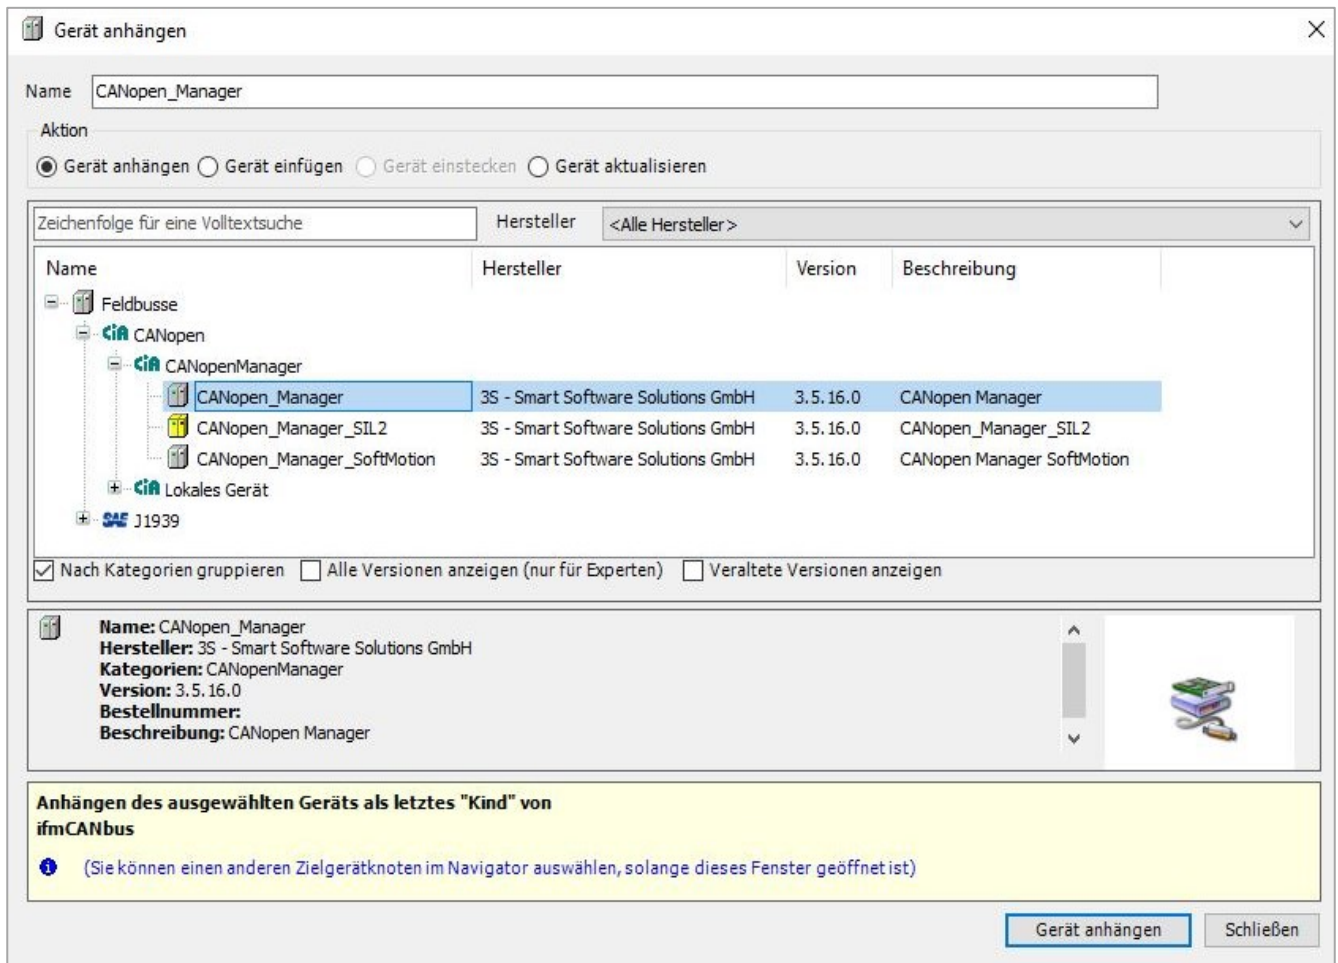 Gerät anhängen
Name CANopen_Manager
Aktion
Gerät anhängen Gerät einfügen Gerät einstecken Gerät aktualisieren
Zeichenfolge für eine Volltextsuche Hersteller <Alle Hersteller>
Name Hersteller Version Beschreibung
Feldbusse
CiA CANopen
CiA CANopenManager
CANopen_Manager 3S - Smart Software Solutions GmbH 3.5.16.0 CANopen Manager
CANopen_Manager_SIL2 3S - Smart Software Solutions GmbH 3.5.16.0 CANopen_Manager_SIL2
CANopen_Manager_SoftMotion 3S - Smart Software Solutions GmbH 3.5.16.0 CANopen Manager SoftMotion
CiA Lokales Gerät
SAE J1939
Nach Kategorien gruppieren Alle Versionen anzeigen (nur für Experten) Veraltete Versionen anzeigen
Name: CANopen_Manager
Hersteller: 3S - Smart Software Solutions GmbH
Kategorien: CANopenManager
Version: 3.5.16.0
Bestellnummer:
Beschreibung: CANopen Manager
Anhängen des ausgewählten Geräts als letztes "Kind" von
ifmCANbus
(Sie können einen anderen Zielgerätknoten im Navigator auswählen, solange dieses Fenster geöffnet ist)
Gerät anhängen Schließen